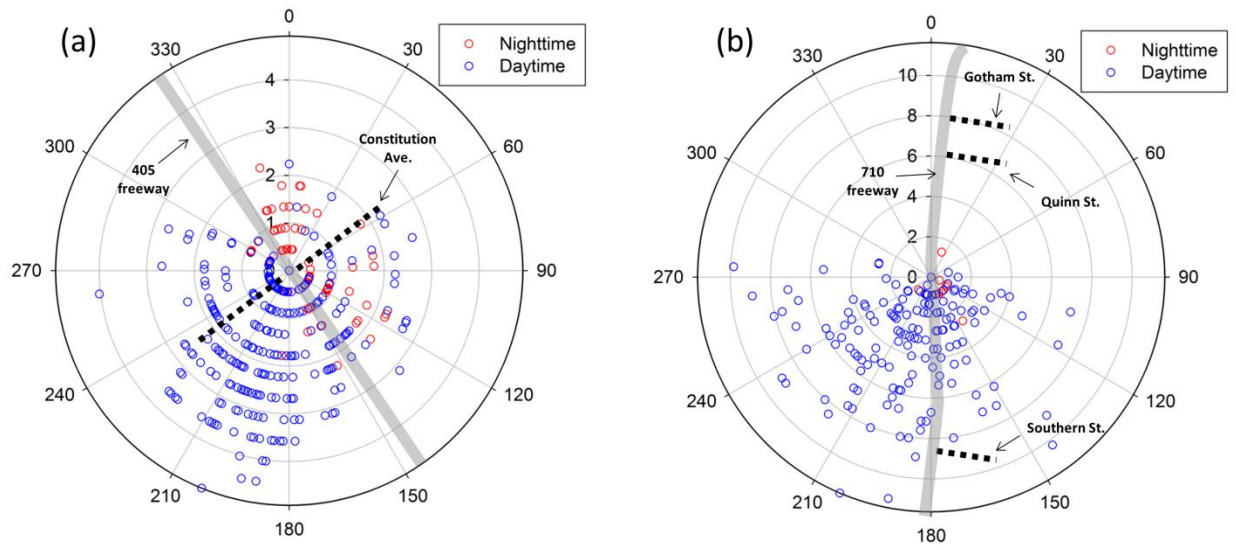 (a)
0
30
60
90
120
150
180
210
240
270
300
330
4
3
2
1
Nighttime
Daytime
405
freeway
Constitution
Ave.
(b)
0
30
60
90
120
150
180
210
240
270
300
330
10
8
6
4
2
0
Nighttime
Daytime
Gotham St.
710
freeway
Quinn St.
Southern St.